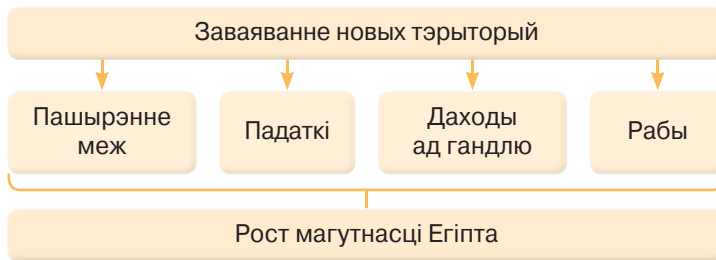 Заваяванне новых тэрыторый
Пашырэнне
меж
Падаткі
Даходы
ад гандлю
Рабы
Рост магутнасці Егіпта